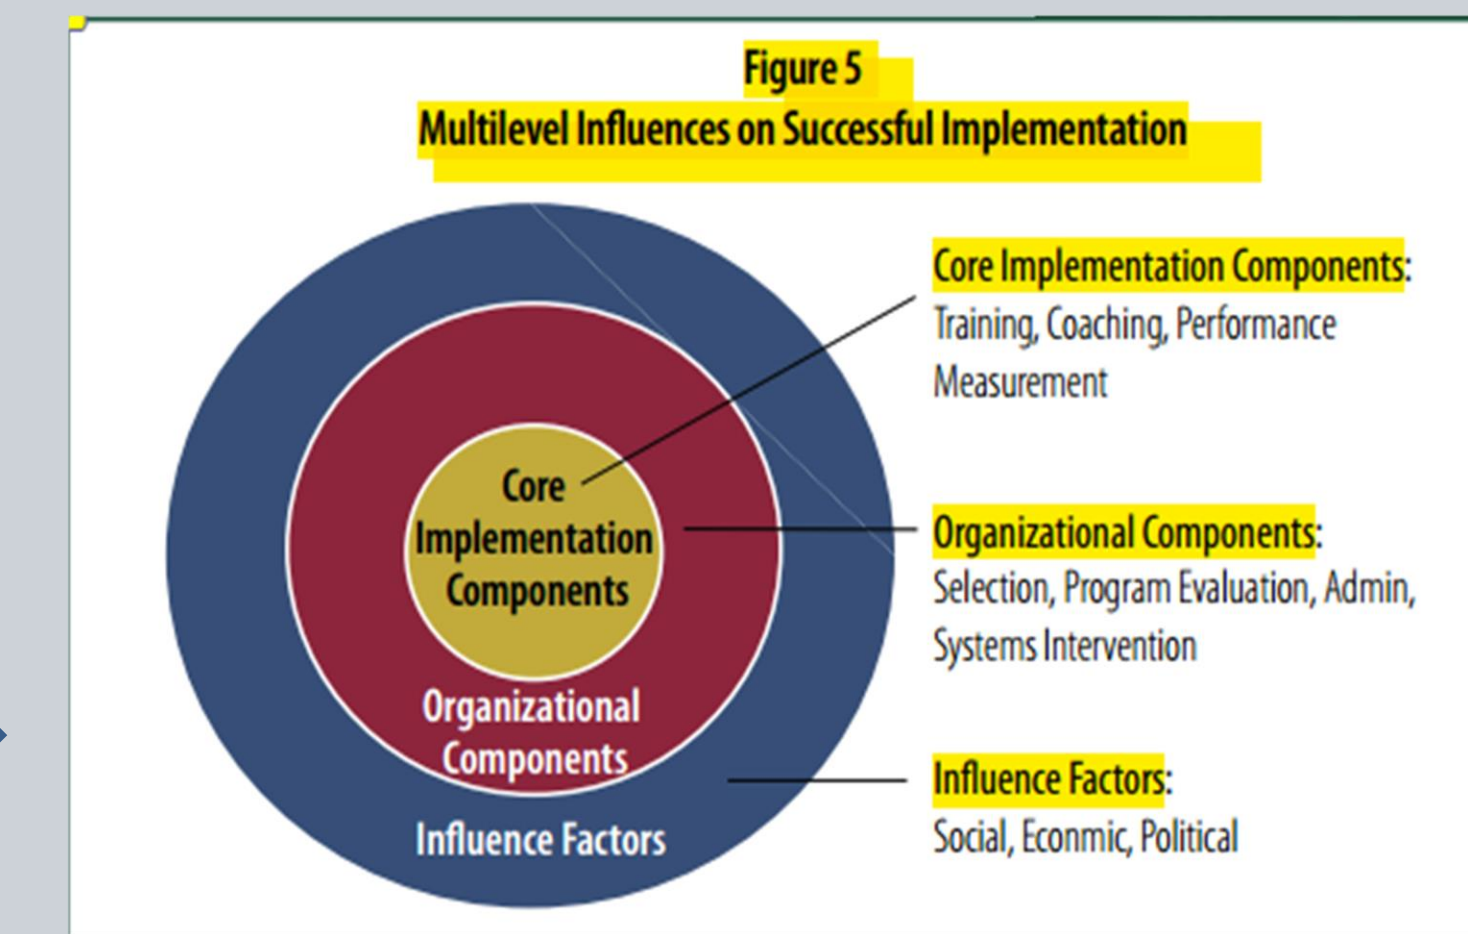 Figure 5
Multilevel Influences on Successful Implementation
Core
Implementation
Components
Organizational
Components
Influence Factors
Core Implementation Components:
Training, Coaching, Performance
Measurement
Organizational Components:
Selection, Program Evaluation, Admin,
Systems Intervention
Influence Factors:
Social, Econmic, Political